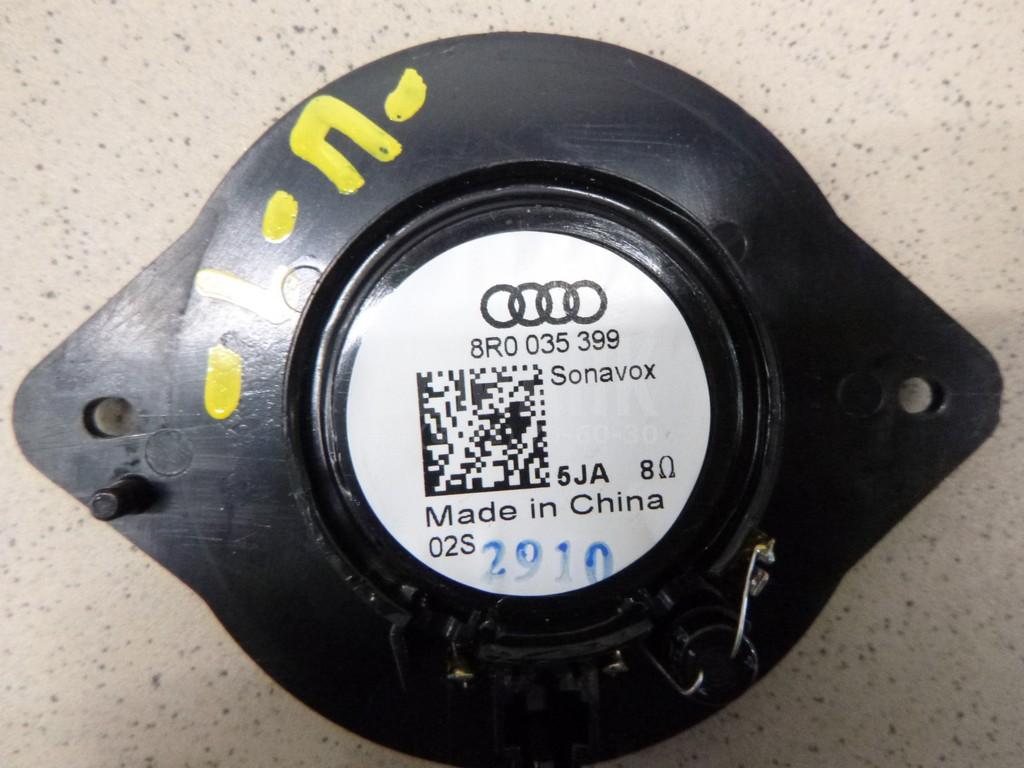 8R0 035 399
Sonavox
5JA 8Ω
Made in China
02S
2910